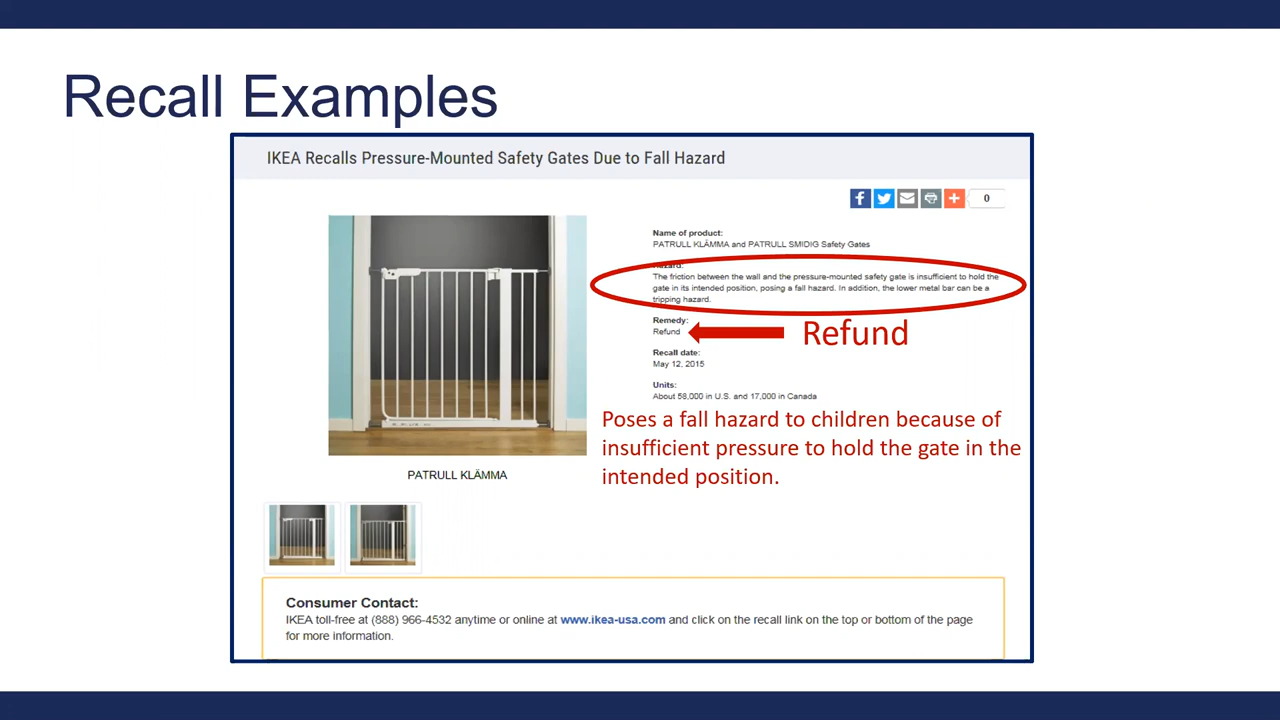 Recall Examples
IKEA Recalls Pressure-Mounted Safety Gates Due to Fall Hazard
0
Name of product:
PATRULL KLÄMMA and PATRULL SMIDIG Safety Gates
Hazard:
The friction between the wall and the pressure-mounted safety gate is insufficient to hold the
gate in its intended position, posing a fall hazard. In addition, the lower metal bar can be a
tripping hazard.
Remedy:
Refund
Refund
Recall date:
May 12, 2015
Units:
About 58,000 in U.S. and 17,000 in Canada
Poses a fall hazard to children because of
insufficient pressure to hold the gate in the
intended position.
PATRULL KLÄMMA
Consumer Contact:
IKEA toll-free at (888) 966-4532 anytime or online at www.ikea-usa.com and click on the recall link on the top or bottom of the page
for more information.